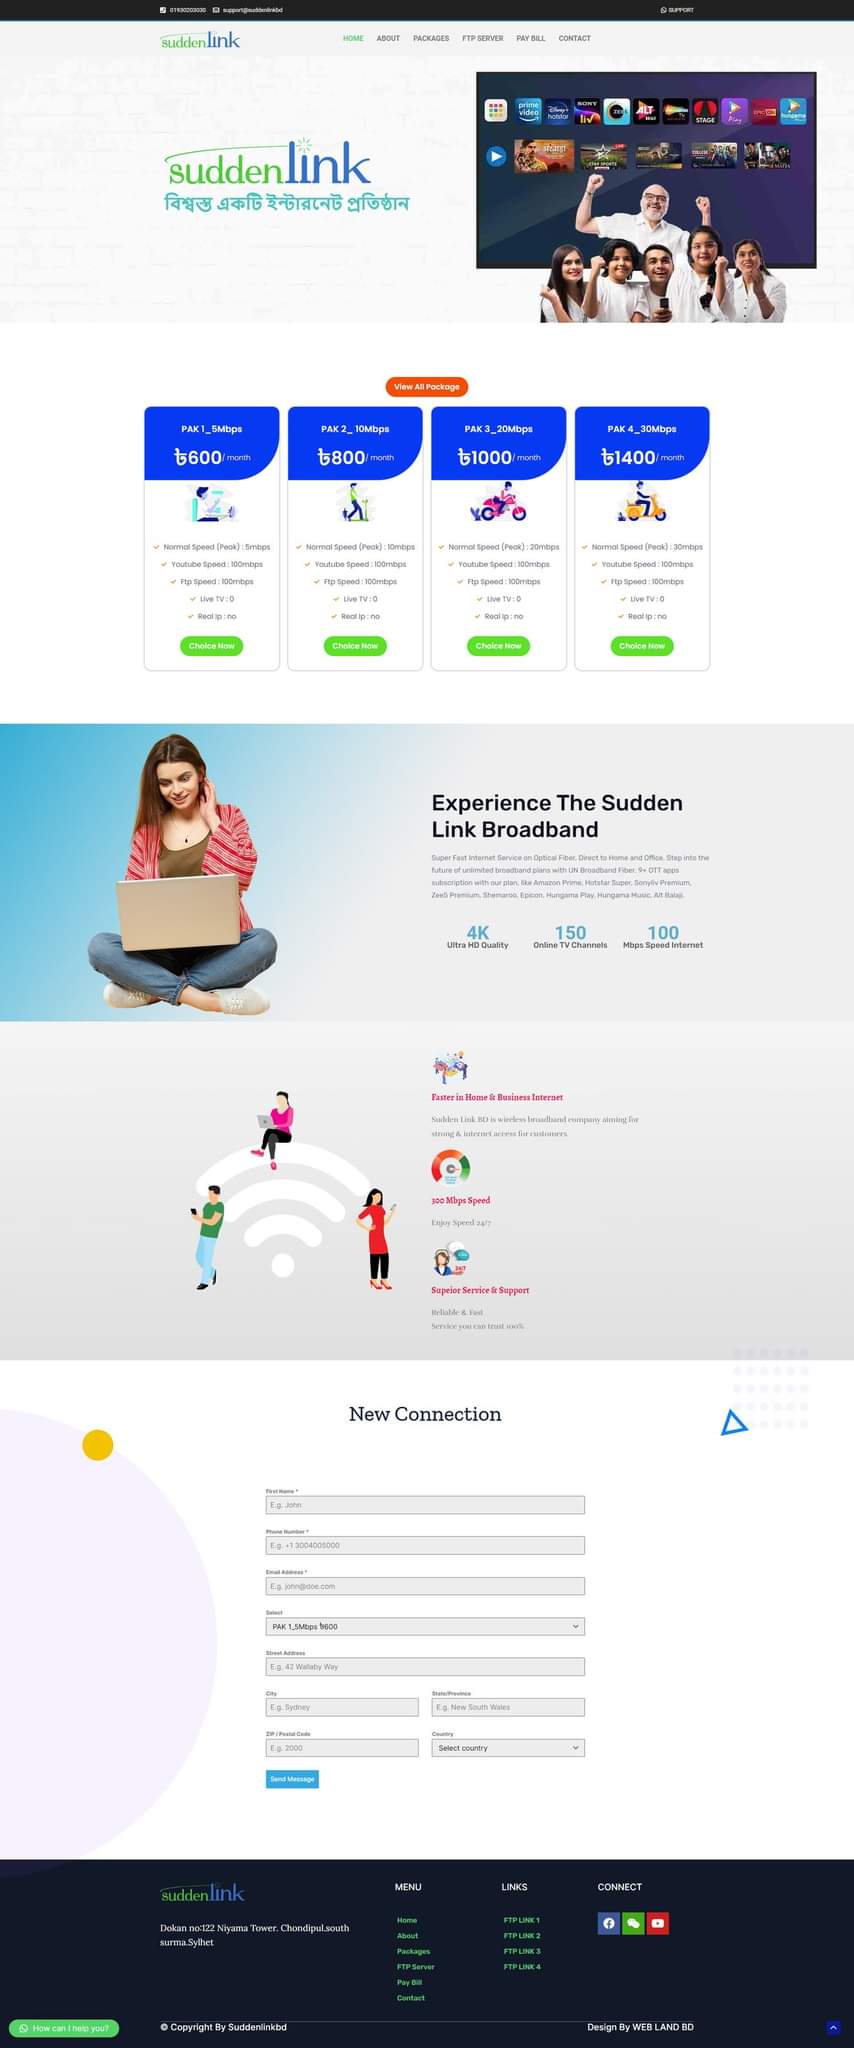 01930203030 support@suddenlinkbd SUPPORT
suddenlink HOME ABOUT PACKAGES FTP SERVER PAY BILL CONTACT
prime video Disney+ hotstar SONY liv ZEE5 ALT STAGE Play EPIC ON hungama
suddenlink
বিশ্বস্ত একটি ইন্টারনেট প্রতিষ্ঠান
STAR SPORTS
View All Package
PAK 1_5Mbps
৳600/ month
Normal Speed (Peak) : 5mbps
Youtube Speed : 100mbps
Ftp Speed : 100mbps
Live TV : 0
Real Ip : no
Choice Now
PAK 2_ 10Mbps
৳800/ month
Normal Speed (Peak) : 10mbps
Youtube Speed : 100mbps
Ftp Speed : 100mbps
Live TV : 0
Real Ip : no
Choice Now
PAK 3_20Mbps
৳1000/ month
Normal Speed (Peak) : 20mbps
Youtube Speed : 100mbps
Ftp Speed : 100mbps
Live TV : 0
Real Ip : no
Choice Now
PAK 4_30Mbps
৳1400/ month
Normal Speed (Peak) : 30mbps
Youtube Speed : 100mbps
Ftp Speed : 100mbps
Live TV : 0
Real Ip : no
Choice Now
Experience The Sudden
Link Broadband
Super Fast Internet Service on Optical Fiber, Direct to Home and Office. Step into the
future of unlimited broadband plans with UN Broadband Fiber. 9+ OTT apps
subscription with our plan, like Amazon Prime, Hotstar Super, Sonyliv Premium,
Zee5 Premium, Shemaroo, Epicon, Hungama Play, Hungama Music, Alt Balaji.
4K 150 100
Ultra HD Quality Online TV Channels Mbps Speed Internet
Faster in Home & Business Internet
Sudden Link BD is wireless broadband company aiming for
strong & internet access for customers.
300 Mbps Speed
Enjoy Speed 24/7
24/7
Supeior Service & Support
Reliable & Fast
Service you can trust 100%
New Connection
First Name *
E.g. John
Phone Number *
E.g. +1 3004005000
Email Address *
E.g. john@doe.com
Select
PAK 1_5Mbps ৳600
Street Address
E.g. 42 Wallaby Way
City State/Province
E.g. Sydney E.g. New South Wales
ZIP / Postal Code Country
E.g. 2000 Select country
Send Message
suddenlink
Dokan no:122 Niyama Tower. Chondipul,south
surma.Sylhet
MENU
Home
About
Packages
FTP Server
Pay Bill
Contact
LINKS
FTP LINK 1
FTP LINK 2
FTP LINK 3
FTP LINK 4
CONNECT
How can I help you?
© Copyright By Suddenlinkbd Design By WEB LAND BD